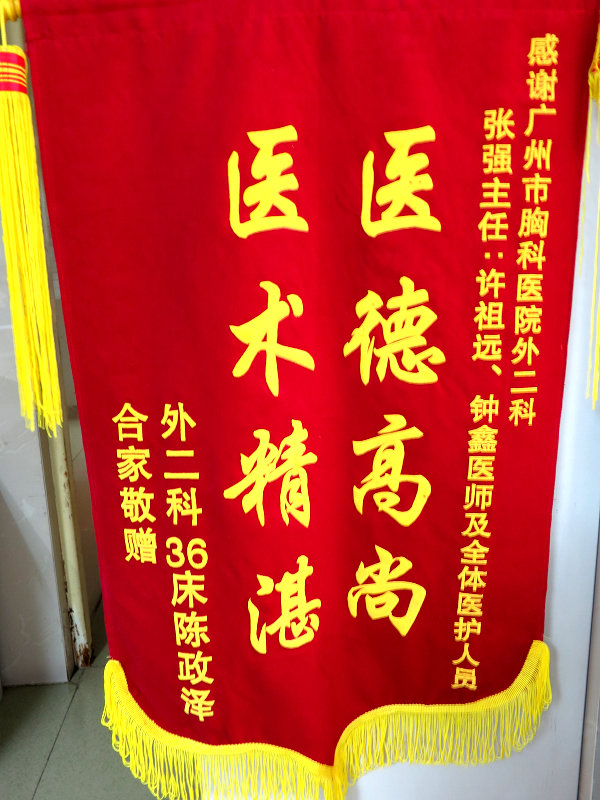 感谢广州市胸科医院外二科
张强主任:许祖远、钟鑫医师及全体医护人员
医德高尚
医术精湛
外二科36床陈政泽
合家敬赠